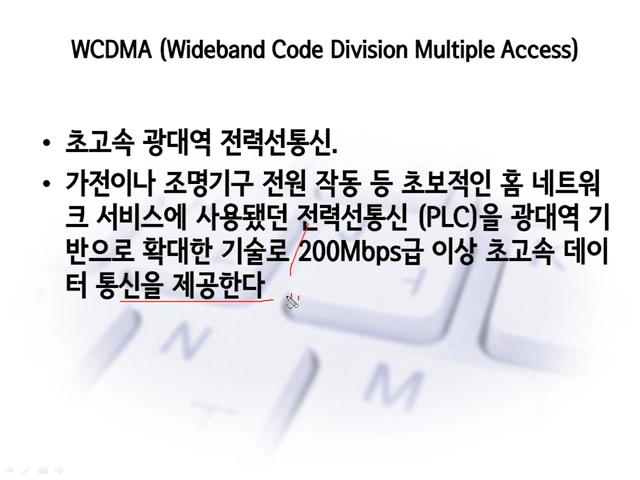 WCDMA (Wideband Code Division Multiple Access)
• 초고속 광대역 전력선통신.
• 가전이나 조명기구 전원 작동 등 초보적인 홈 네트워
크 서비스에 사용됐던 전력선통신 (PLC)을 광대역 기
반으로 확대한 기술로 200Mbps급 이상 초고속 데이
터 통신을 제공한다
N
M